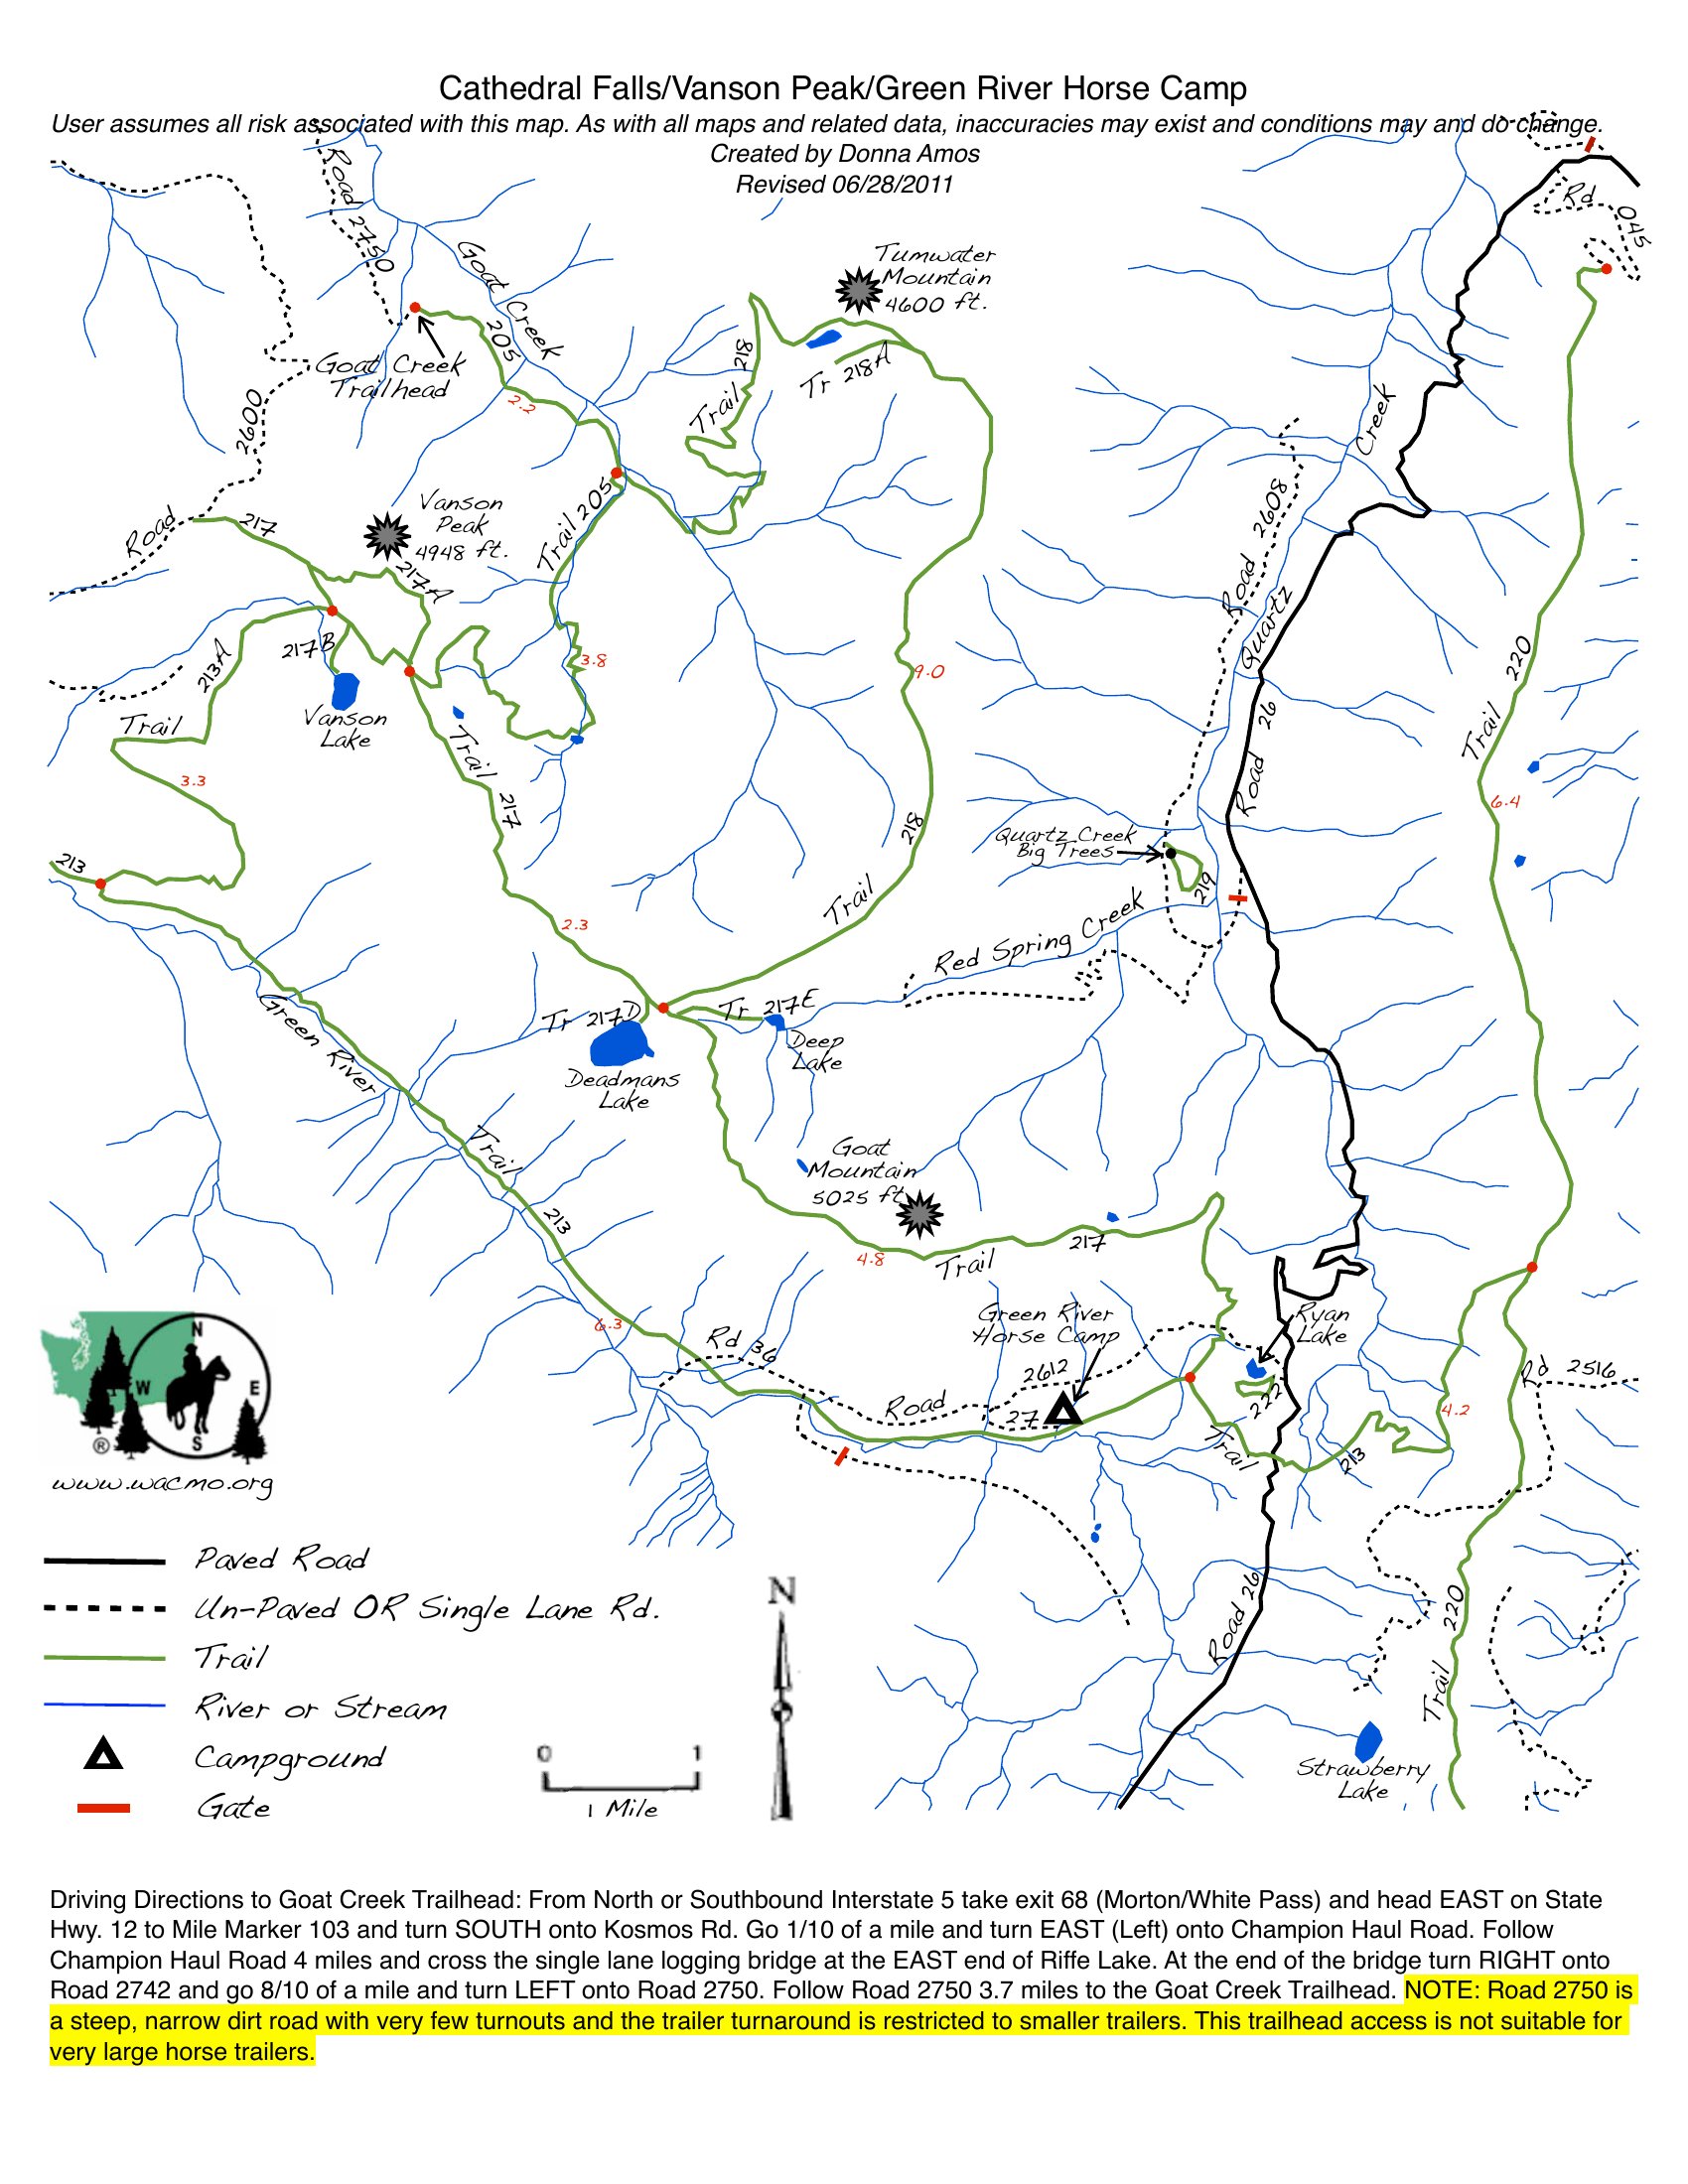 Cathedral Falls/Vanson Peak/Green River Horse Camp
User assumes all risk associated with this map. As with all maps and related data, inaccuracies may exist and conditions may and do change.
Created by Donna Amos
Revised 06/28/2011
Road 2750
Goat Creek
205
Goat Creek
Trailhead
2.2
2600
Road
217
Vanson
Peak
4948 ft.
217A
Trail 205
Tumwater
Mountain
4600 ft.
Trail 218
Tr 218A
Rd 045
Creek
Road 2608
Quartz
Road 26
Trail 220
6.4
217B
213A
Trail
3.3
Vanson
Lake
3.8
9.0
Trail 217
213
2.3
Trail 218
Quartz Creek
Big Trees
219
Red Spring Creek
Tr 217D
Tr 217E
Deep
Lake
Deadmans
Lake
Green River
Trail
213
Goat
Mountain
5025 ft.
4.8
Trail
217
6.3
Rd 36
Green River
Horse Camp
2612
Road
27
Ryan
Lake
222
Trail
213
4.2
Rd 2516
N
W
E
S
®
www.wacmo.org
Paved Road
Un-Paved OR Single Lane Rd.
Trail
River or Stream
Campground
Gate
0 1
1 Mile
N
Road 26
Trail 220
Strawberry
Lake
Driving Directions to Goat Creek Trailhead: From North or Southbound Interstate 5 take exit 68 (Morton/White Pass) and head EAST on State
Hwy. 12 to Mile Marker 103 and turn SOUTH onto Kosmos Rd. Go 1/10 of a mile and turn EAST (Left) onto Champion Haul Road. Follow
Champion Haul Road 4 miles and cross the single lane logging bridge at the EAST end of Riffe Lake. At the end of the bridge turn RIGHT onto
Road 2742 and go 8/10 of a mile and turn LEFT onto Road 2750. Follow Road 2750 3.7 miles to the Goat Creek Trailhead. NOTE: Road 2750 is
a steep, narrow dirt road with very few turnouts and the trailer turnaround is restricted to smaller trailers. This trailhead access is not suitable for
very large horse trailers.